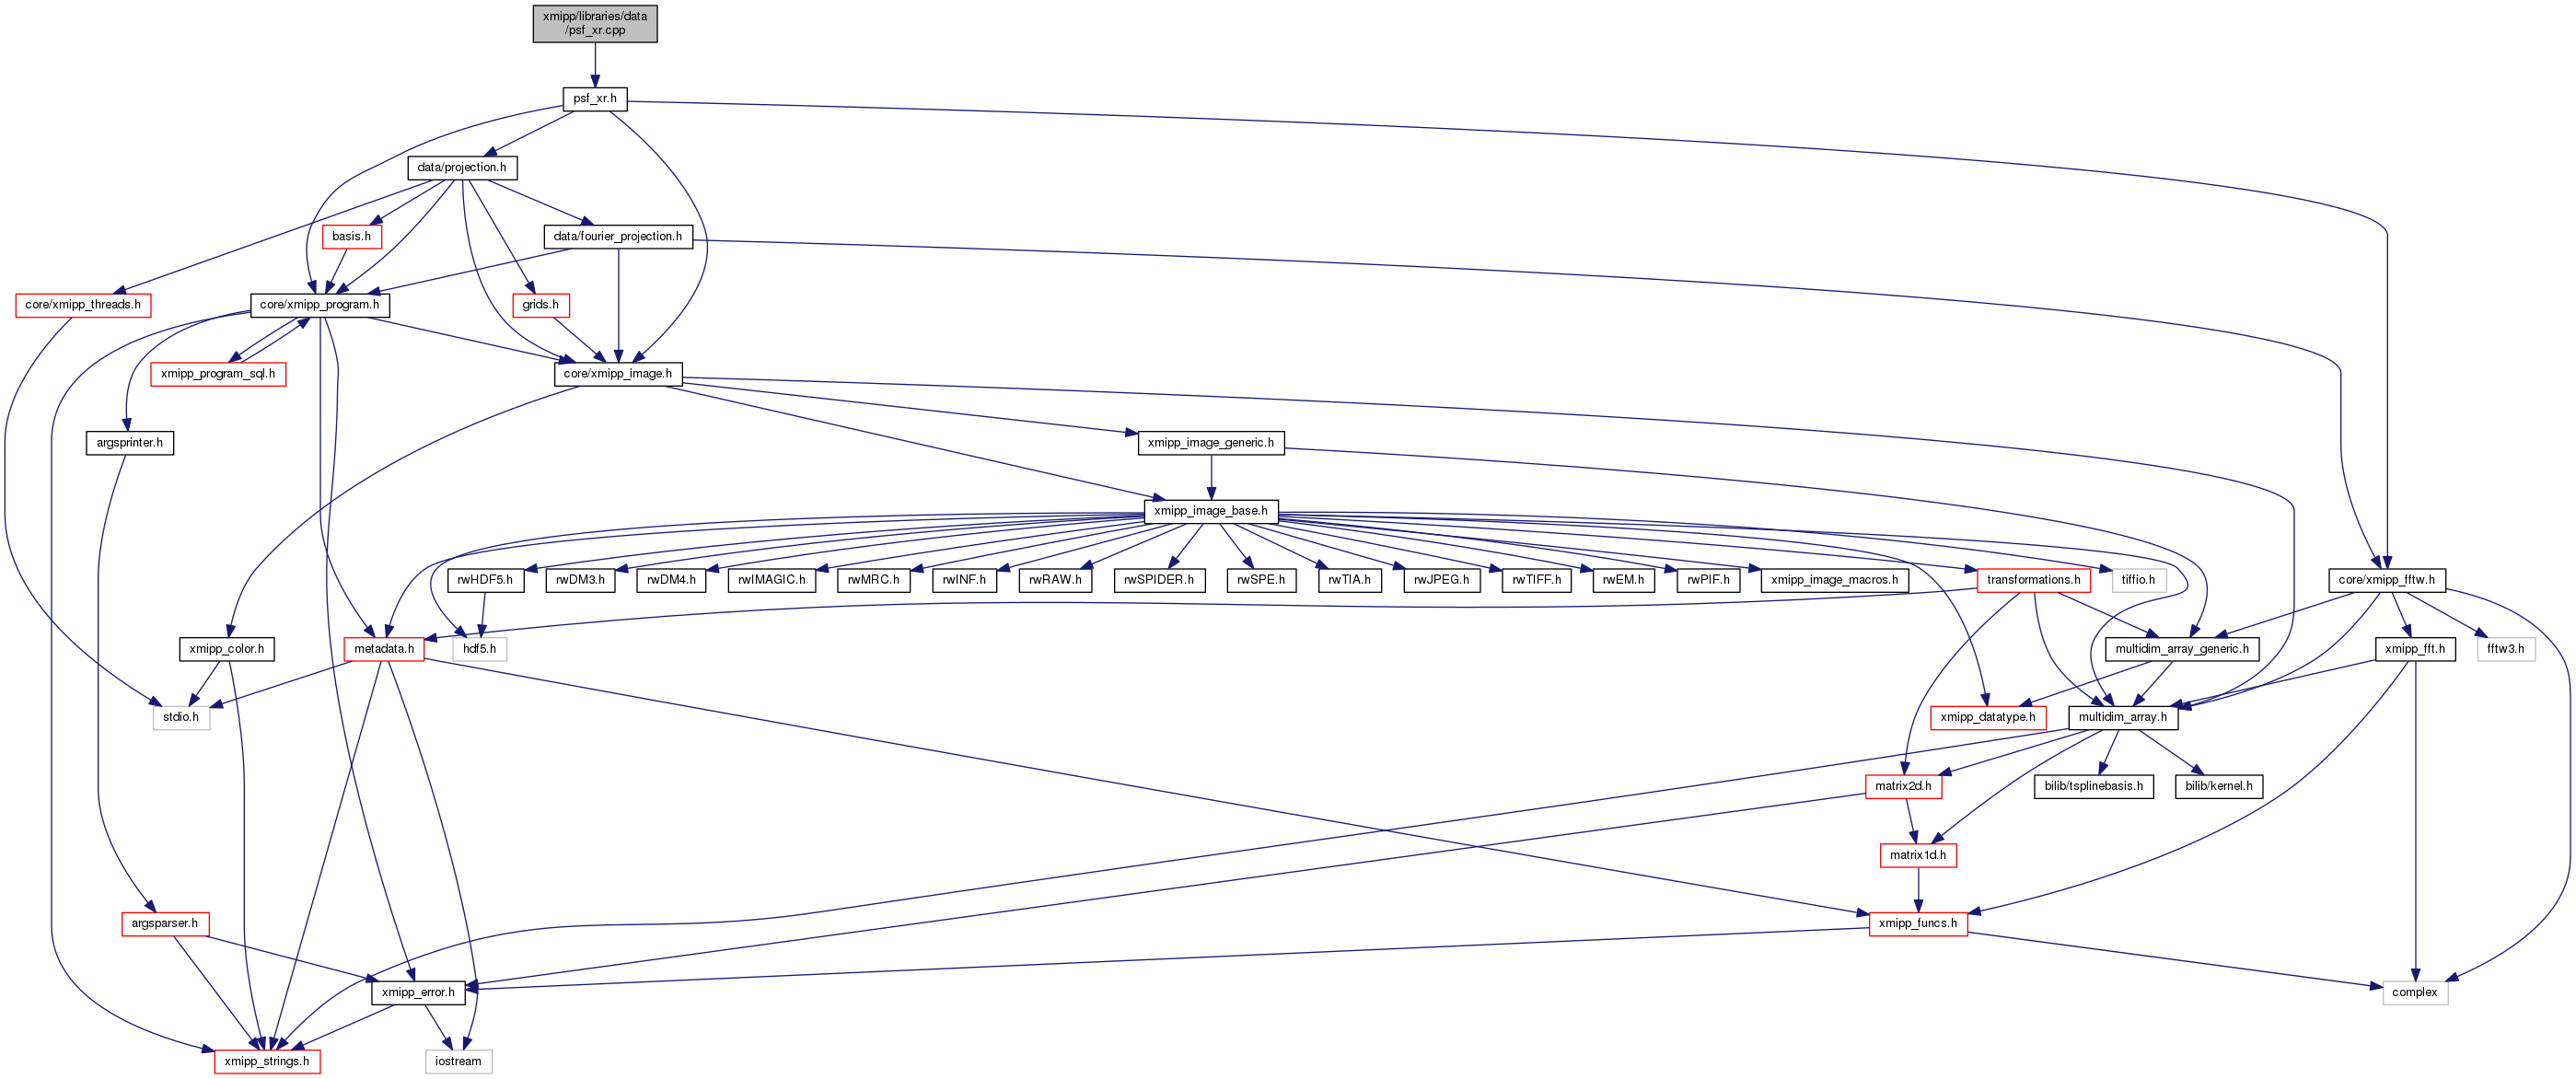 xmipp/libraries/data
/psf_xr.cpp
psf_xr.h
data/projection.h
basis.h
data/fourier_projection.h
core/xmipp_threads.h
core/xmipp_program.h
grids.h
xmipp_program_sql.h
core/xmipp_image.h
argsprinter.h
xmipp_image_generic.h
xmipp_image_base.h
rwHDF5.h
rwDM3.h
rwDM4.h
rwIMAGIC.h
rwMRC.h
rwINF.h
rwRAW.h
rwSPIDER.h
rwSPE.h
rwTIA.h
rwJPEG.h
rwTIFF.h
rwEM.h
rwPIF.h
xmipp_image_macros.h
transformations.h
tiffio.h
core/xmipp_fftw.h
xmipp_color.h
metadata.h
hdf5.h
multidim_array_generic.h
xmipp_fft.h
fftw3.h
stdio.h
xmipp_datatype.h
multidim_array.h
matrix2d.h
bilib/tsplinebasis.h
bilib/kernel.h
matrix1d.h
argsparser.h
xmipp_funcs.h
xmipp_error.h
complex
xmipp_strings.h
iostream